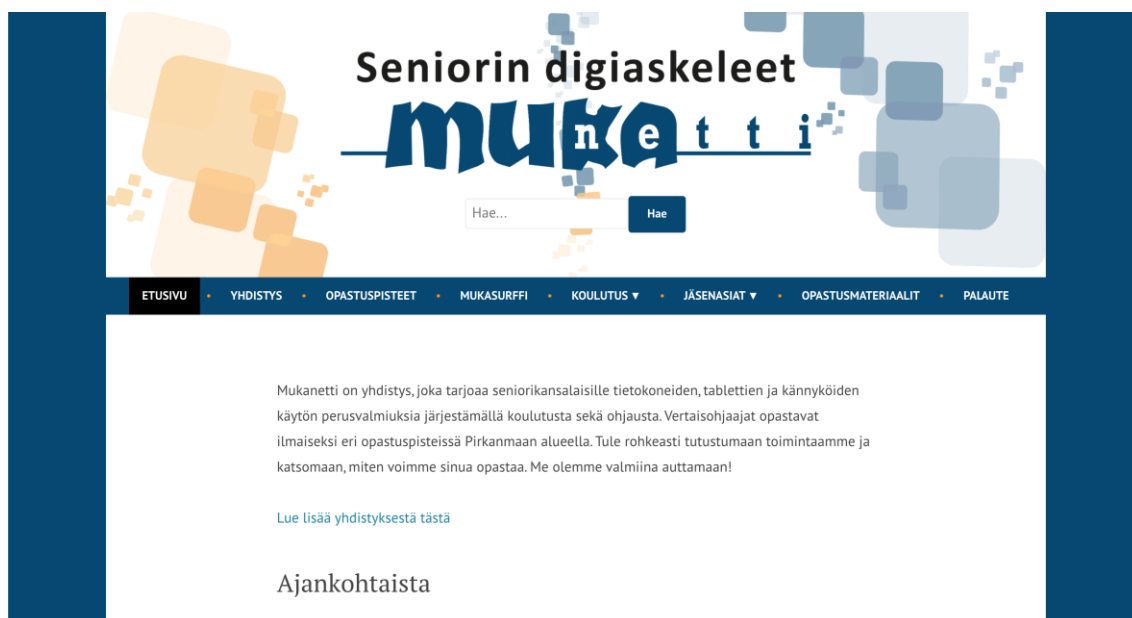 Seniorin digiaskeleet
muka
netti
Hae...
Hae
ETUSIVU • YHDISTYS • OPASTUSPISTEET • MUKASURFFI • KOULUTUS ▾ • JÄSENASIAT ▾ • OPASTUSMATERIAALIT • PALAUTE
Mukanetti on yhdistys, joka tarjoaa seniorikansalaisille tietokoneiden, tablettien ja kännyköiden
käytön perusvalmiuksia järjestämällä koulutusta sekä ohjausta. Vertaisohjaajat opastavat
ilmaiseksi eri opastuspisteissä Pirkanmaan alueella. Tule rohkeasti tutustumaan toimintaamme ja
katsomaan, miten voimme sinua opastaa. Me olemme valmiina auttamaan!
Lue lisää yhdistyksestä tästä
Ajankohtaista